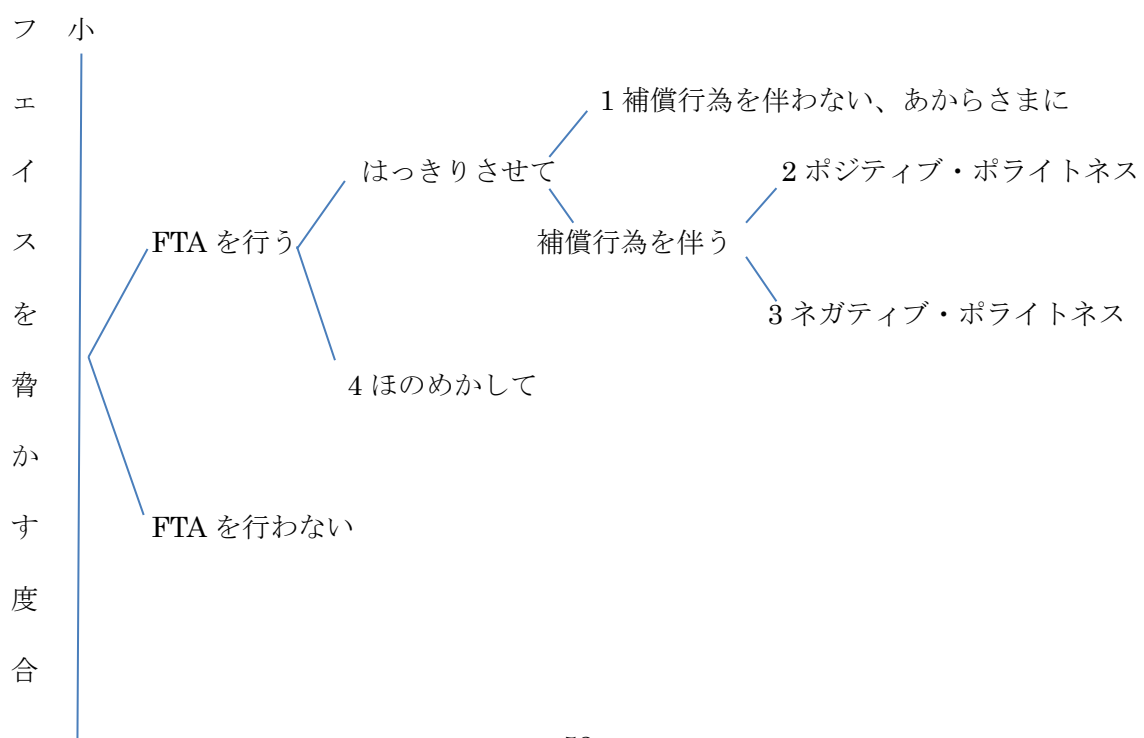 フェイスを脅かす度合
小
1 補償行為を伴わない、あからさまに
はっきりさせて
2 ポジティブ・ポライトネス
FTA を行う
補償行為を伴う
3 ネガティブ・ポライトネス
4 ほのめかして
FTA を行わない